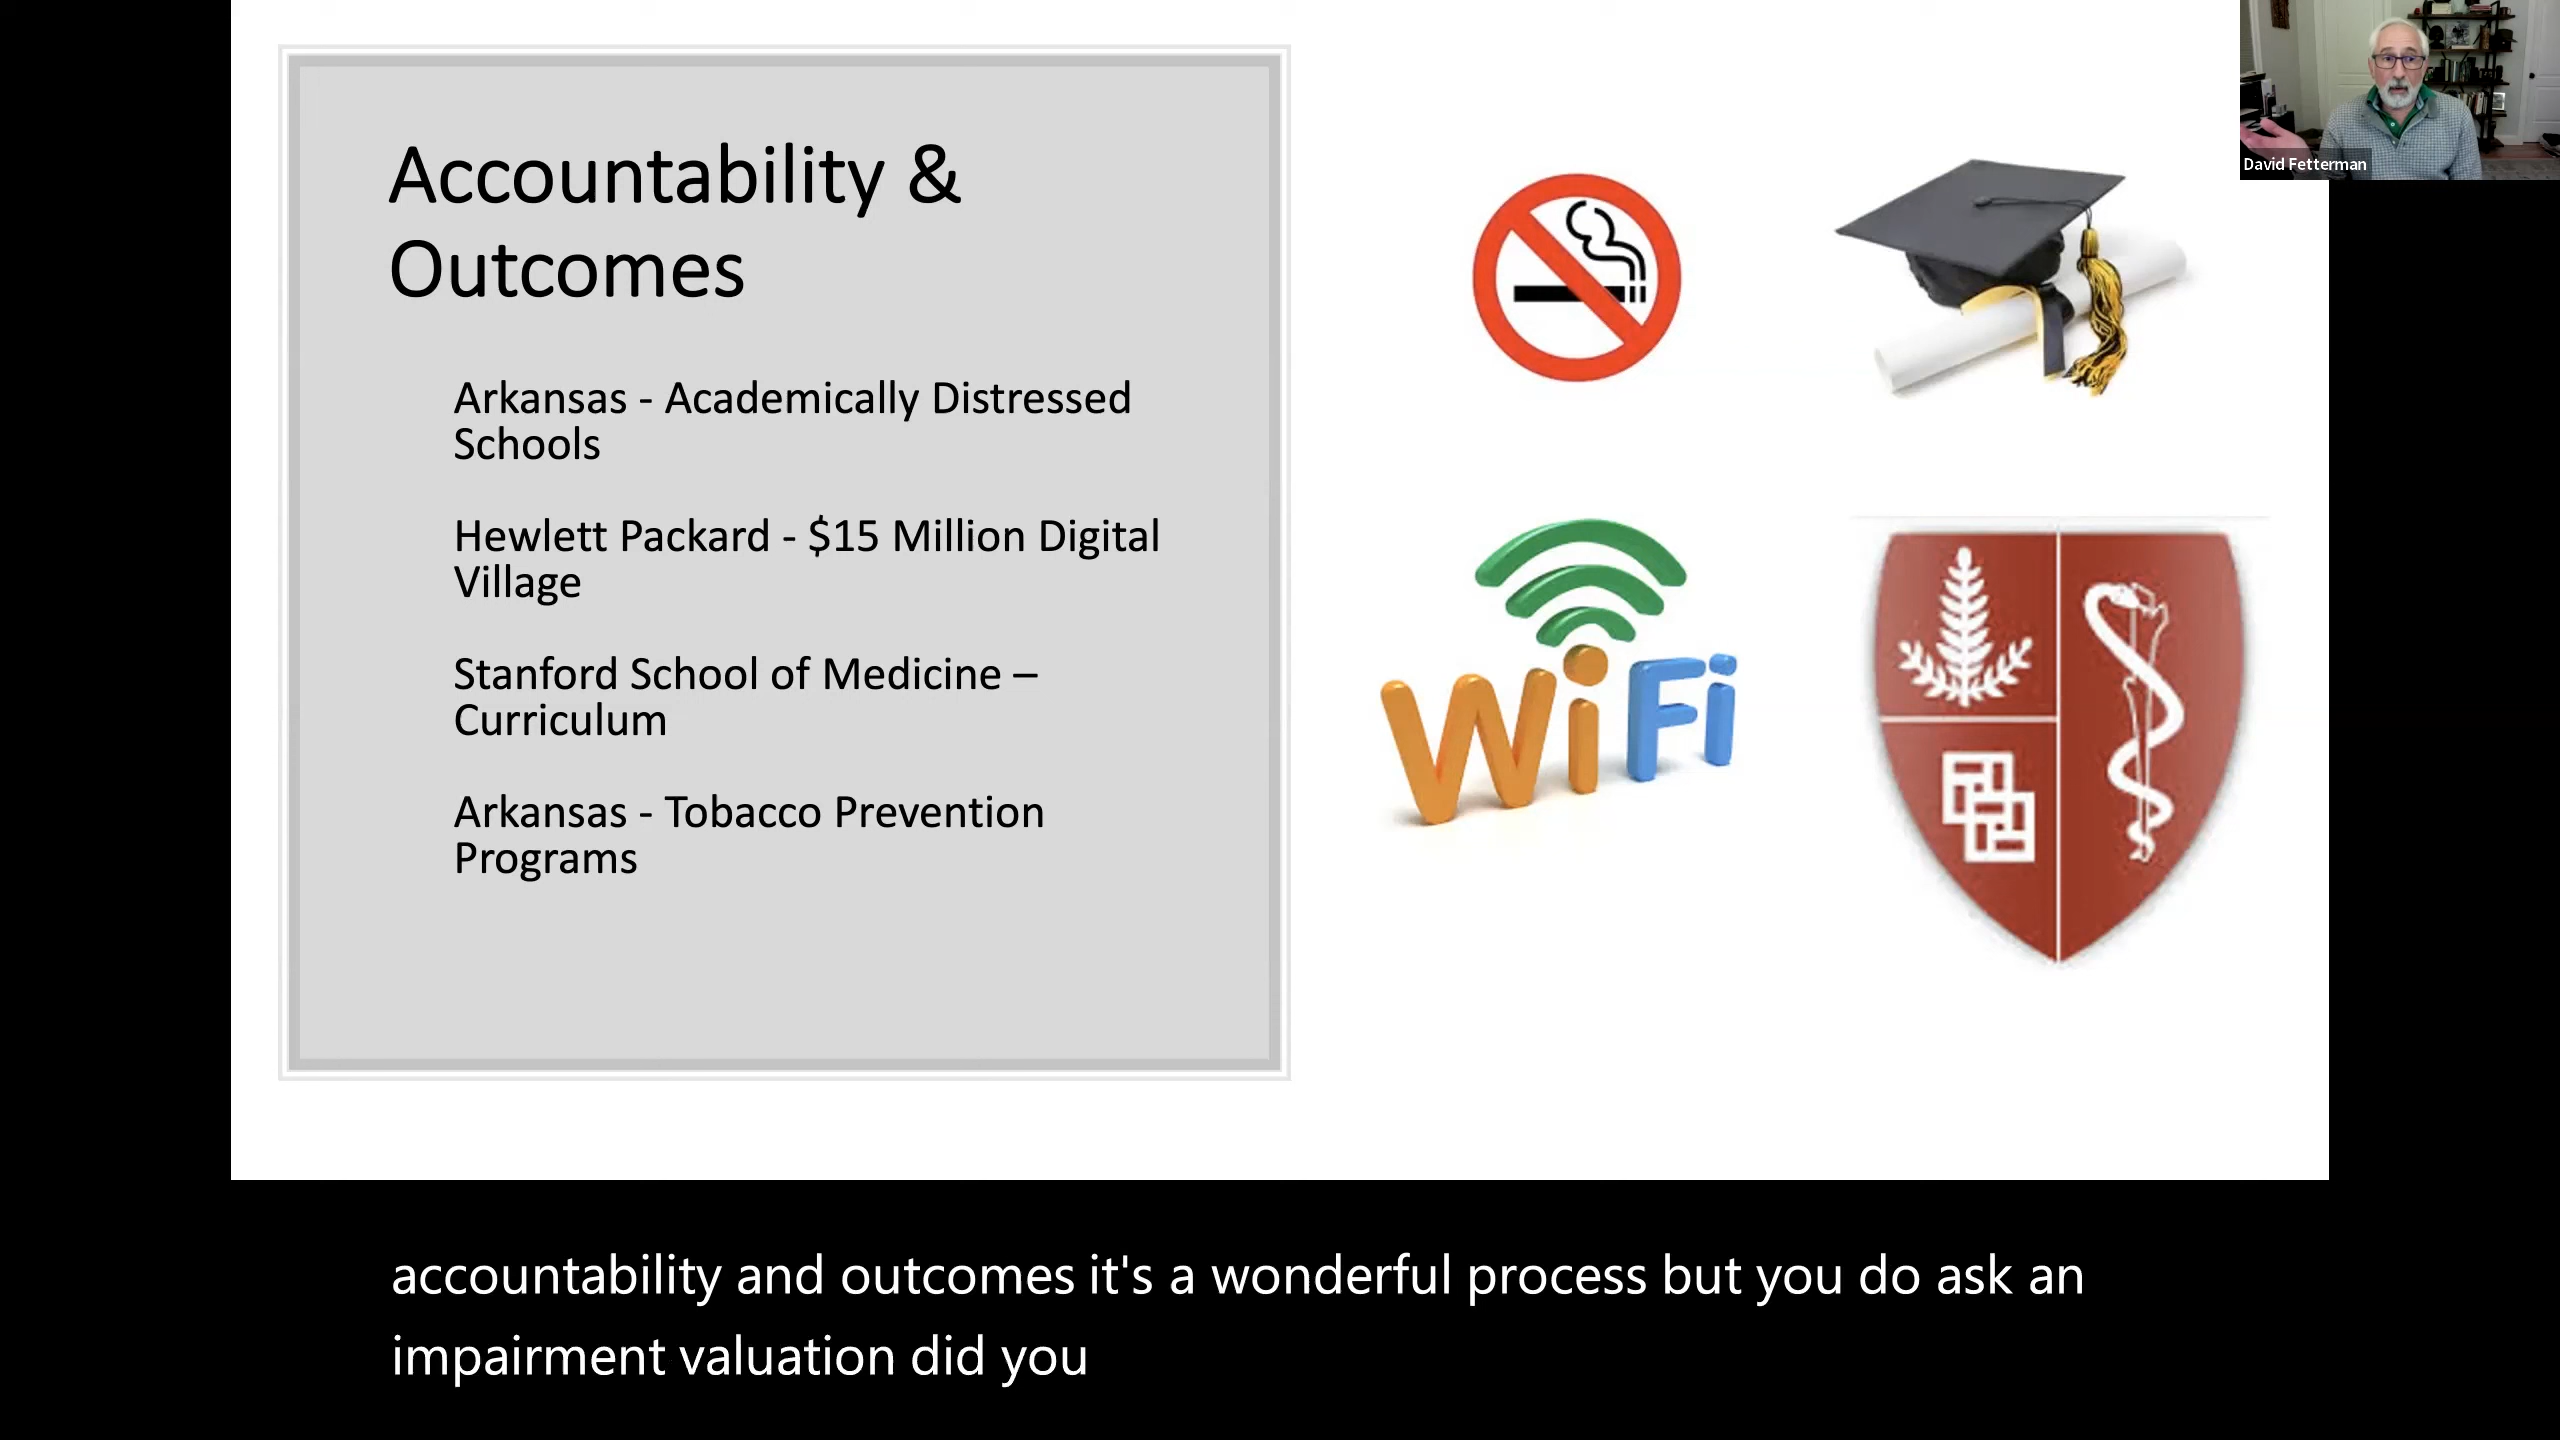 Accountability &
Outcomes
Arkansas - Academically Distressed
Schools
Hewlett Packard - $15 Million Digital
Village
Stanford School of Medicine –
Curriculum
Arkansas - Tobacco Prevention
Programs
WiFi
David Fetterman
accountability and outcomes it's a wonderful process but you do ask an
impairment valuation did you